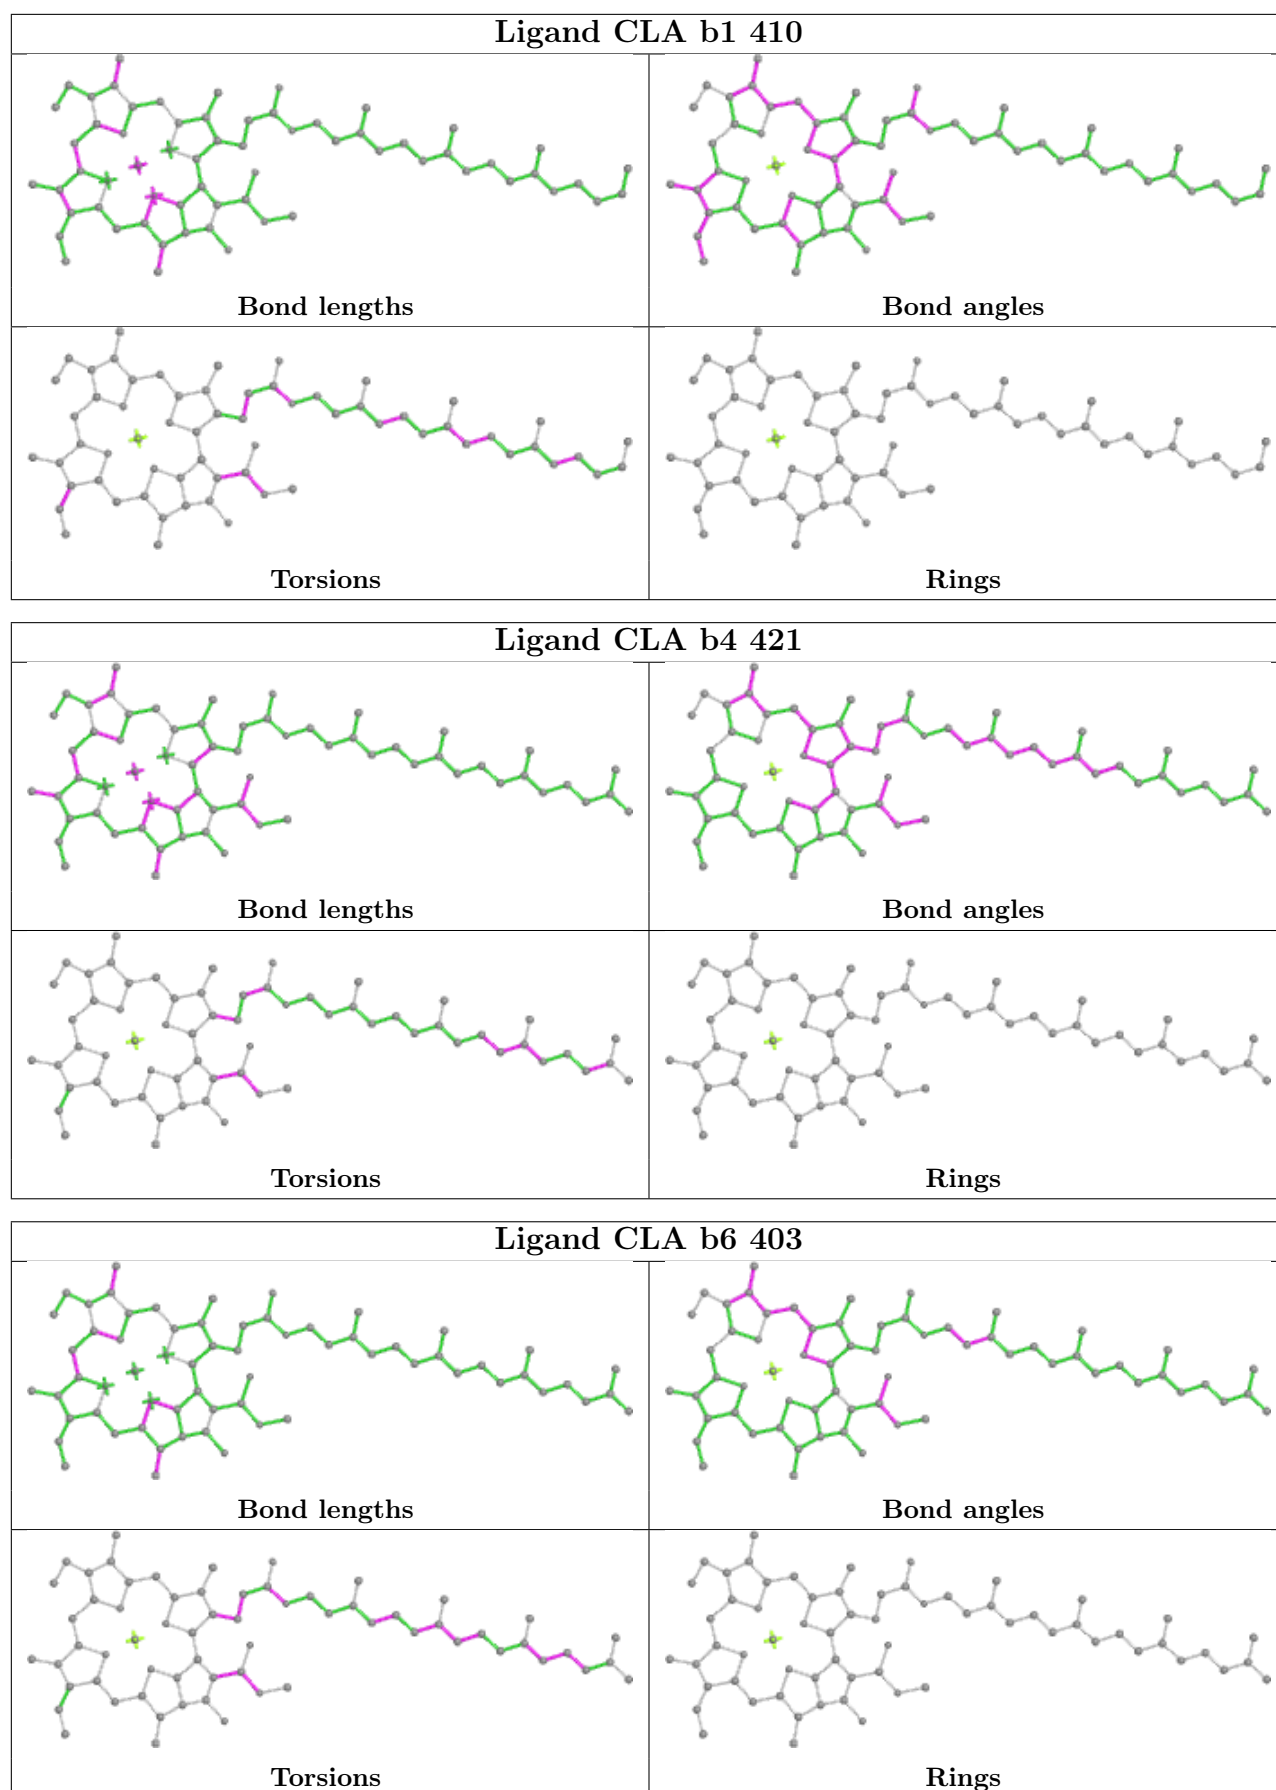 Ligand CLA b1 410
Bond lengths
Bond angles
Torsions
Rings
Ligand CLA b4 421
Bond lengths
Bond angles
Torsions
Rings
Ligand CLA b6 403
Bond lengths
Bond angles
Torsions
Rings